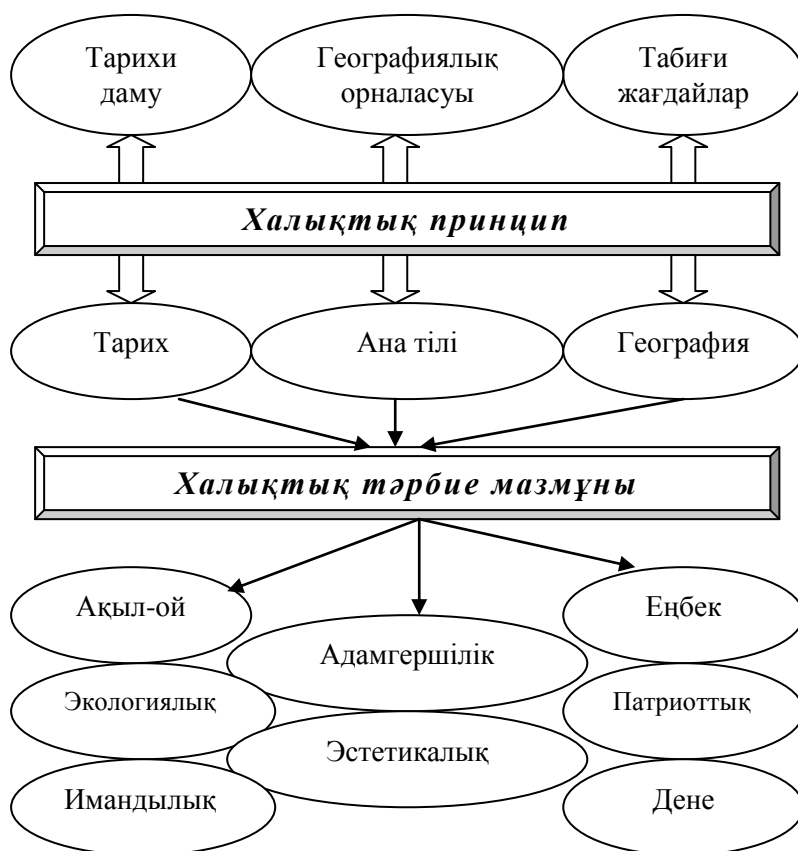 Тарихи
даму
Географиялық
орналасуы
Табиғи
жағдайлар
Халықтық принцип
Тарих
Ана тілі
География
Халықтық тәрбие мазмұны
Ақыл-ой
Адамгершілік
Еңбек
Экологиялық
Патриоттық
Эстетикалық
Имандылық
Дене